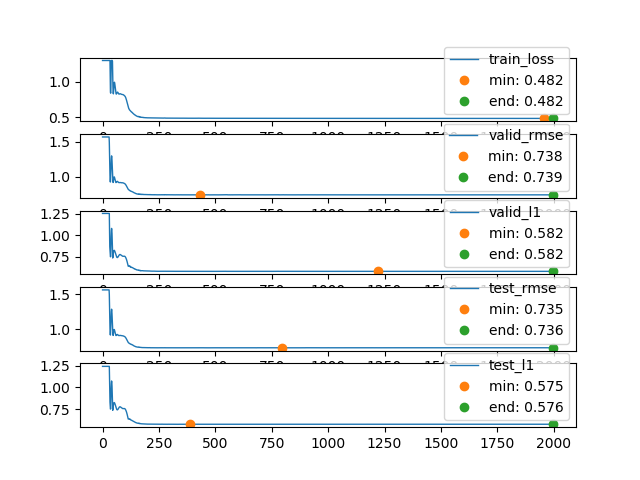 train_loss
min: 0.482
end: 0.482
1.0
0.5
0 250 500 750 1000 1250 1500 1750 2000
valid_rmse
min: 0.738
end: 0.739
1.5
1.0
valid_l1
min: 0.582
end: 0.582
1.25
1.00
0.75
test_rmse
min: 0.735
end: 0.736
1.5
1.0
test_l1
min: 0.575
end: 0.576
1.25
1.00
0.75
0 250 500 750 1000 1250 1500 1750 2000